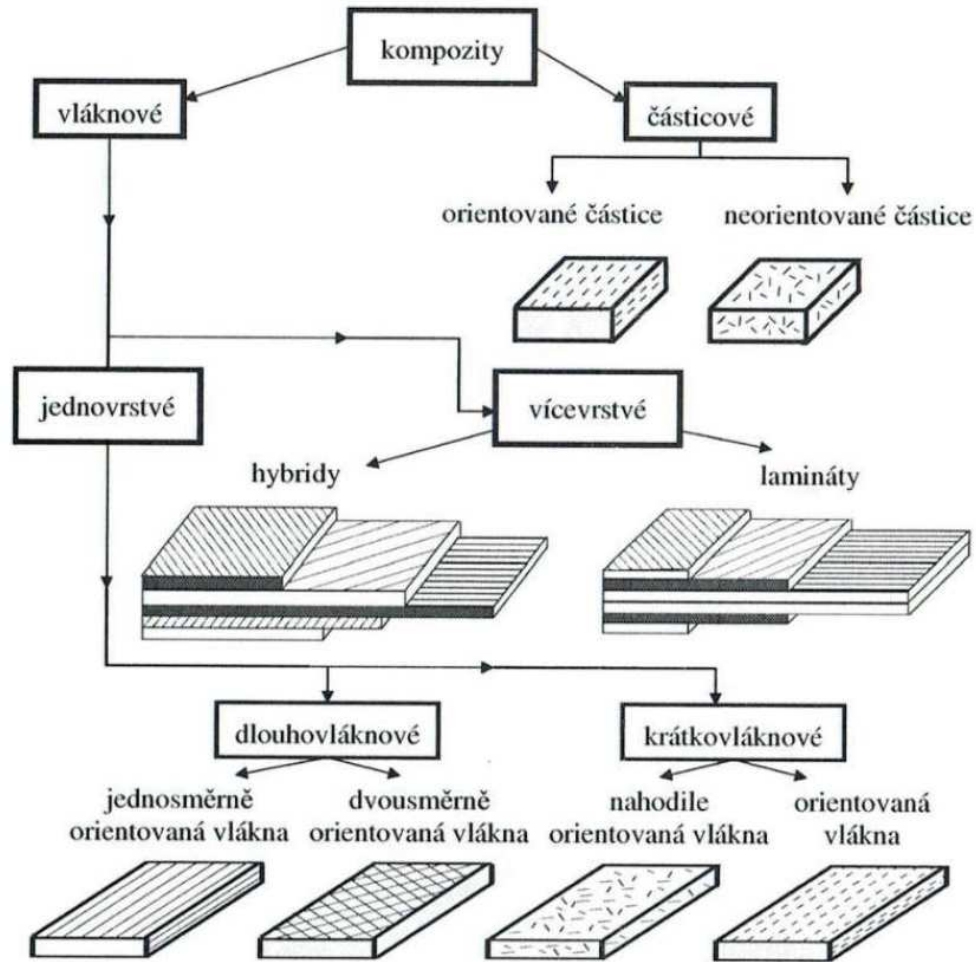 kompozity
vláknové
částicové
orientované částice
neorientované částice
jednovrstvé
vícevrstvé
hybridy
lamináty
dlouhovláknové
krátkovláknové
jednosměrně
orientovaná vlákna
dvousměrně
orientovaná vlákna
nahodile
orientovaná vlákna
orientovaná
vlákna